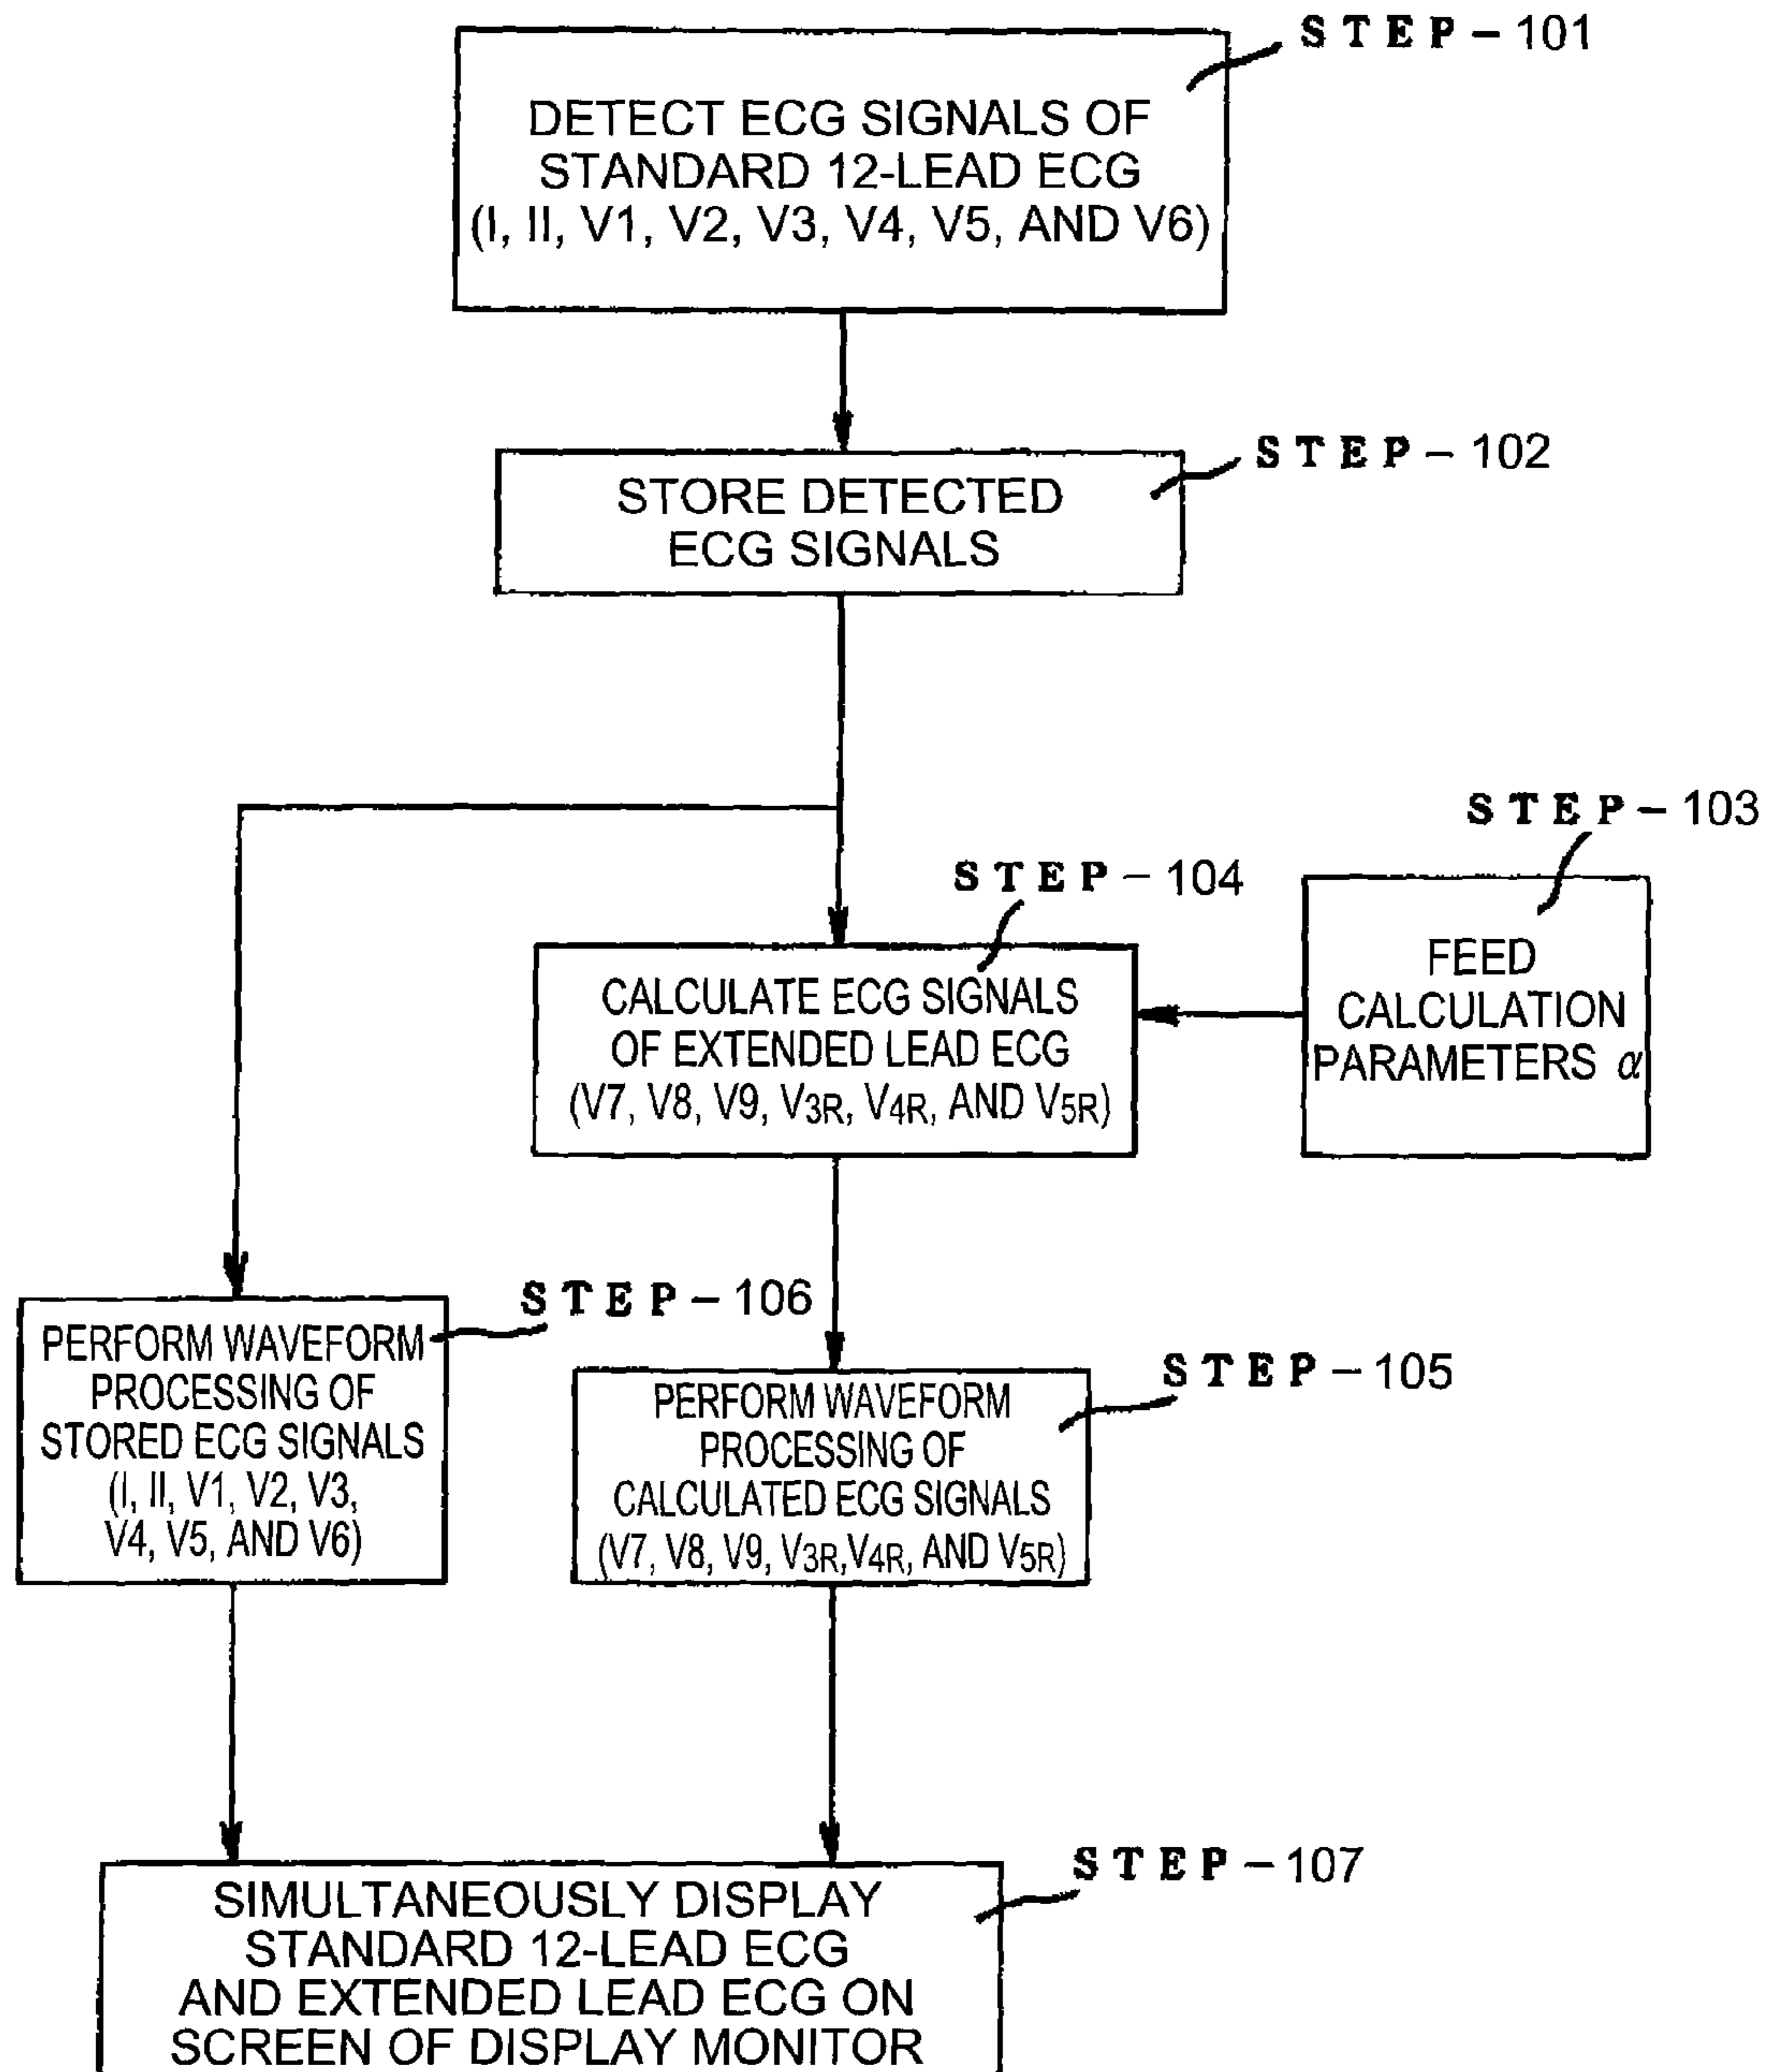 STEP-101
DETECT ECG SIGNALS OF
STANDARD 12-LEAD ECG
(I, II, V1, V2, V3, V4, V5, AND V6)
STEP-102
STORE DETECTED
ECG SIGNALS
STEP-103
FEED
CALCULATION
PARAMETERS α
STEP-104
CALCULATE ECG SIGNALS
OF EXTENDED LEAD ECG
(V7, V8, V9, V3R, V4R, AND V5R)
STEP-106
PERFORM WAVEFORM
PROCESSING OF
STORED ECG SIGNALS
(I, II, V1, V2, V3,
V4, V5, AND V6)
STEP-105
PERFORM WAVEFORM
PROCESSING OF
CALCULATED ECG SIGNALS
(V7, V8, V9, V3R,V4R, AND V5R)
STEP-107
SIMULTANEOUSLY DISPLAY
STANDARD 12-LEAD ECG
AND EXTENDED LEAD ECG ON
SCREEN OF DISPLAY MONITOR